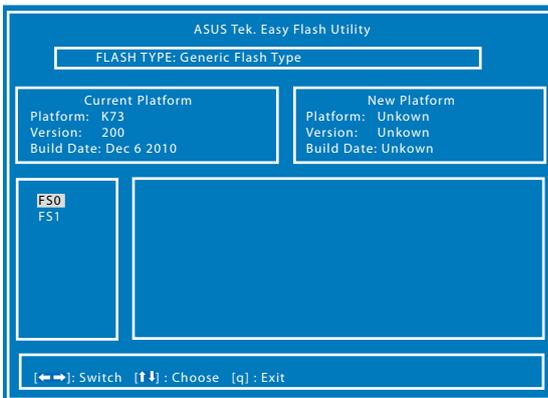 ASUS Tek. Easy Flash Utility
FLASH TYPE: Generic Flash Type
Current Platform
Platform: K73
Version: 200
Build Date: Dec 6 2010
New Platform
Platform: Unkown
Version: Unkown
Build Date: Unkown
FS0
FS1
[←→]: Switch [↑↓] : Choose [q] : Exit